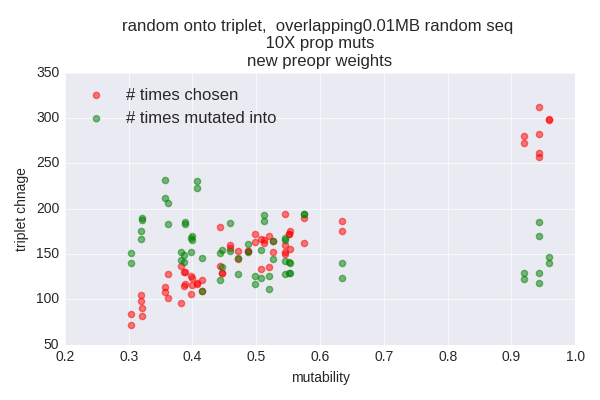 random onto triplet,  overlapping0.01MB random seq
10X prop muts
new preopr weights
# times chosen
# times mutated into
triplet chnage
350
300
250
200
150
100
50
0.2 0.3 0.4 0.5 0.6 0.7 0.8 0.9 1.0
mutability